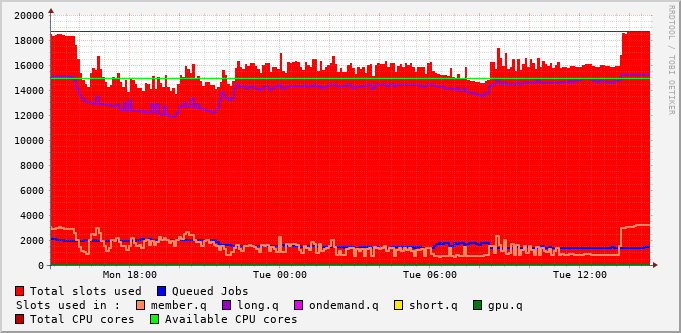 20000
18000
16000
14000
12000
10000
8000
6000
4000
2000
0
Mon 18:00 Tue 00:00 Tue 06:00 Tue 12:00
Total slots used Queued Jobs
Slots used in : member.q long.q ondemand.q short.q gpu.q
Total CPU cores Available CPU cores
RRDTOOL / TOBI OETIKER